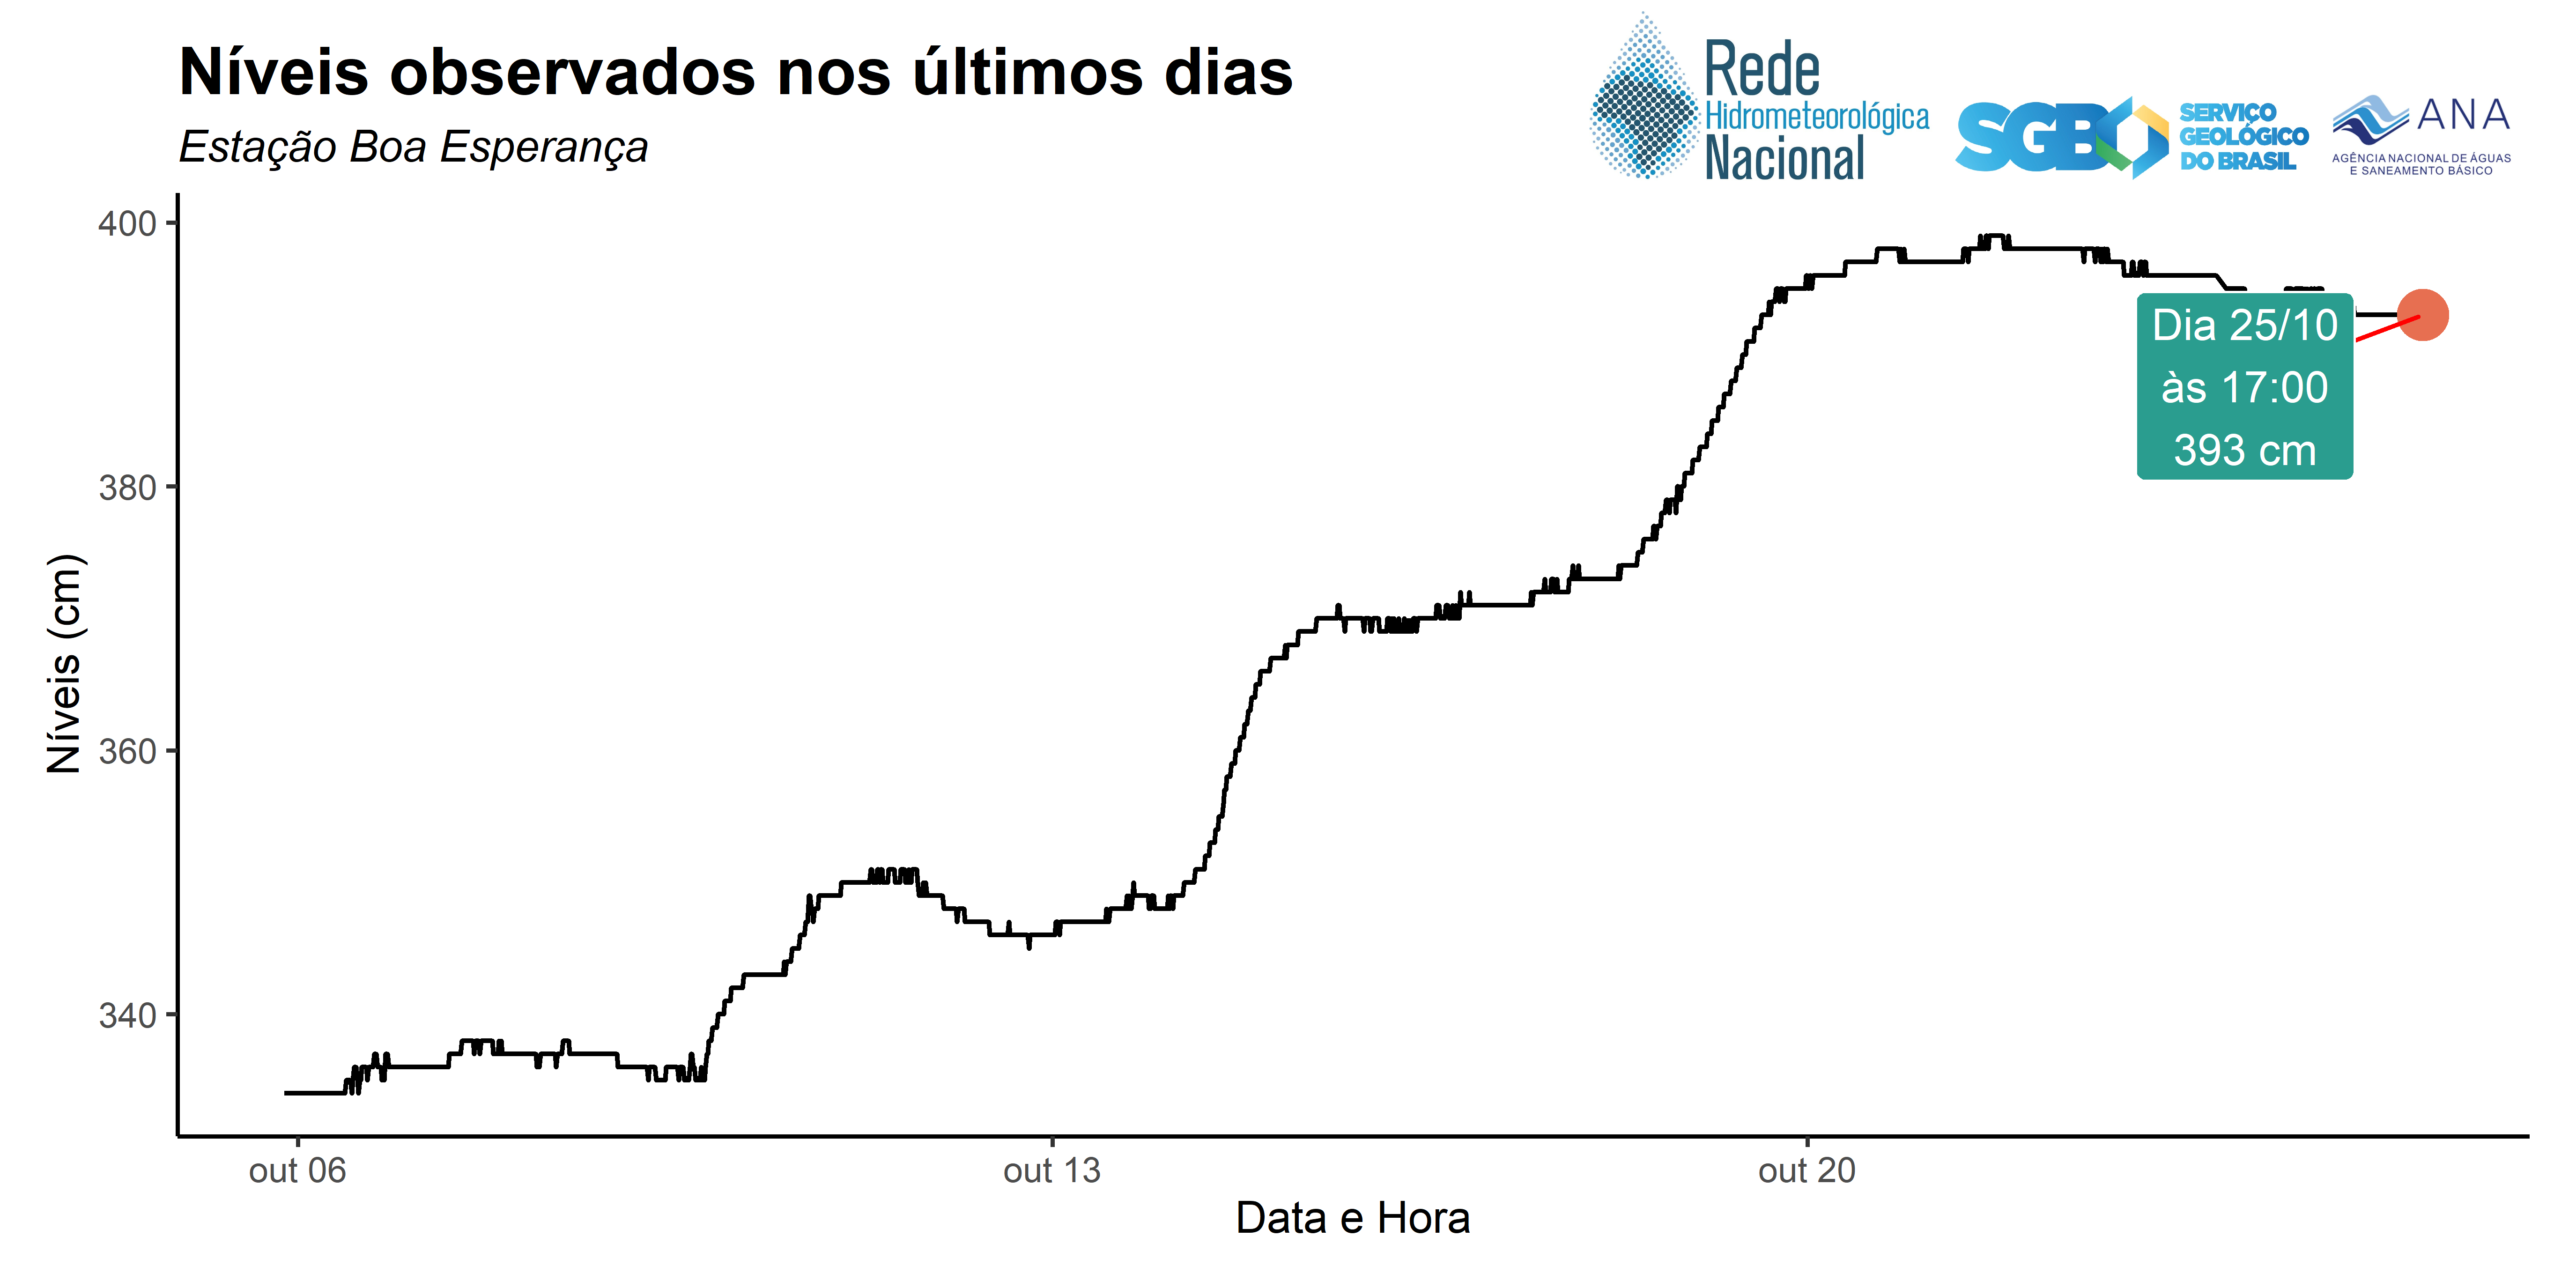 Níveis observados nos últimos dias
Estação Boa Esperança
Rede
Hidrometeorológica
Nacional
SGB
SERVIÇO
GEOLÓGICO
DO BRASIL
ANA
AGÊNCIA NACIONAL DE ÁGUAS
E SANEAMENTO BÁSICO
400
380
360
340
Níveis (cm)
Dia 25/10
às 17:00
393 cm
out 06
out 13
out 20
Data e Hora